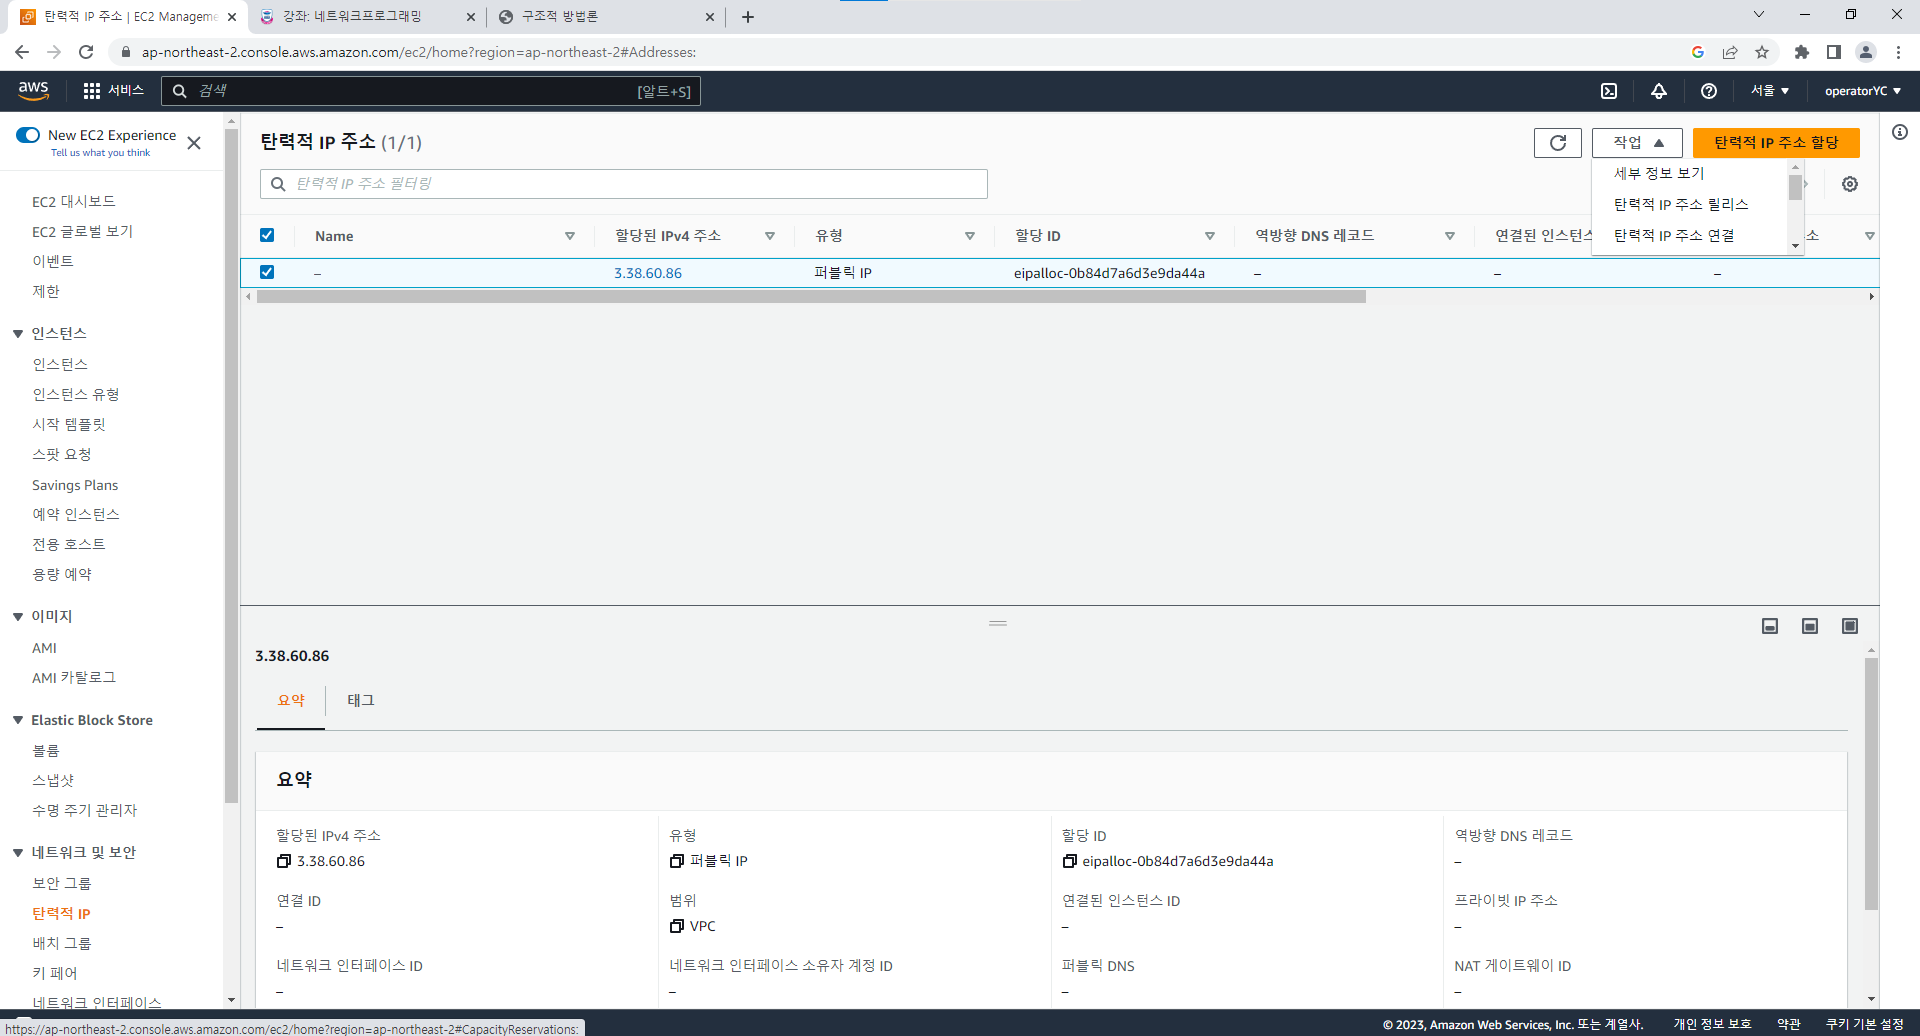 탄력적 IP 주소 | EC2 Manageme
강좌: 네트워크프로그래밍
구조적 방법론
ap-northeast-2.console.aws.amazon.com/ec2/home?region=ap-northeast-2#Addresses:
aws
서비스
검색
[알트+S]
서울
operatorYC
New EC2 Experience
Tell us what you think
EC2 대시보드
EC2 글로벌 보기
이벤트
제한
인스턴스
인스턴스
인스턴스 유형
시작 템플릿
스팟 요청
Savings Plans
예약 인스턴스
전용 호스트
용량 예약
이미지
AMI
AMI 카탈로그
Elastic Block Store
볼륨
스냅샷
수명 주기 관리자
네트워크 및 보안
보안 그룹
탄력적 IP
배치 그룹
키 페어
네트워크 인터페이스
탄력적 IP 주소 (1/1)
작업
탄력적 IP 주소 할당
탄력적 IP 주소 필터링
세부 정보 보기
탄력적 IP 주소 릴리스
탄력적 IP 주소 연결
Name 할당된 IPv4 주소 유형 할당 ID 역방향 DNS 레코드 연결된 인스턴스 소
– 3.38.60.86 퍼블릭 IP eipalloc-0b84d7a6d3e9da44a – – –
3.38.60.86
요약
태그
요약
할당된 IPv4 주소 유형 할당 ID 역방향 DNS 레코드
3.38.60.86 퍼블릭 IP eipalloc-0b84d7a6d3e9da44a –
연결 ID 범위 연결된 인스턴스 ID 프라이빗 IP 주소
– VPC – –
네트워크 인터페이스 ID 네트워크 인터페이스 소유자 계정 ID 퍼블릭 DNS NAT 게이트웨이 ID
– – – –
https://ap-northeast-2.console.aws.amazon.com/ec2/home?region=ap-northeast-2#CapacityReservations:
© 2023, Amazon Web Services, Inc. 또는 계열사. 개인 정보 보호 약관 쿠키 기본 설정